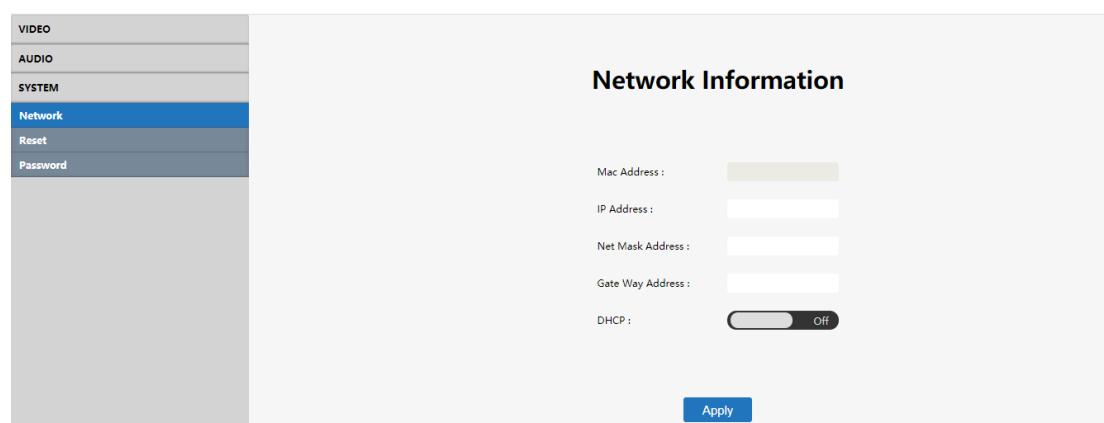 VIDEO
AUDIO
SYSTEM
Network
Reset
Password
Network Information
Mac Address :
IP Address :
Net Mask Address :
Gate Way Address :
DHCP :
Off
Apply